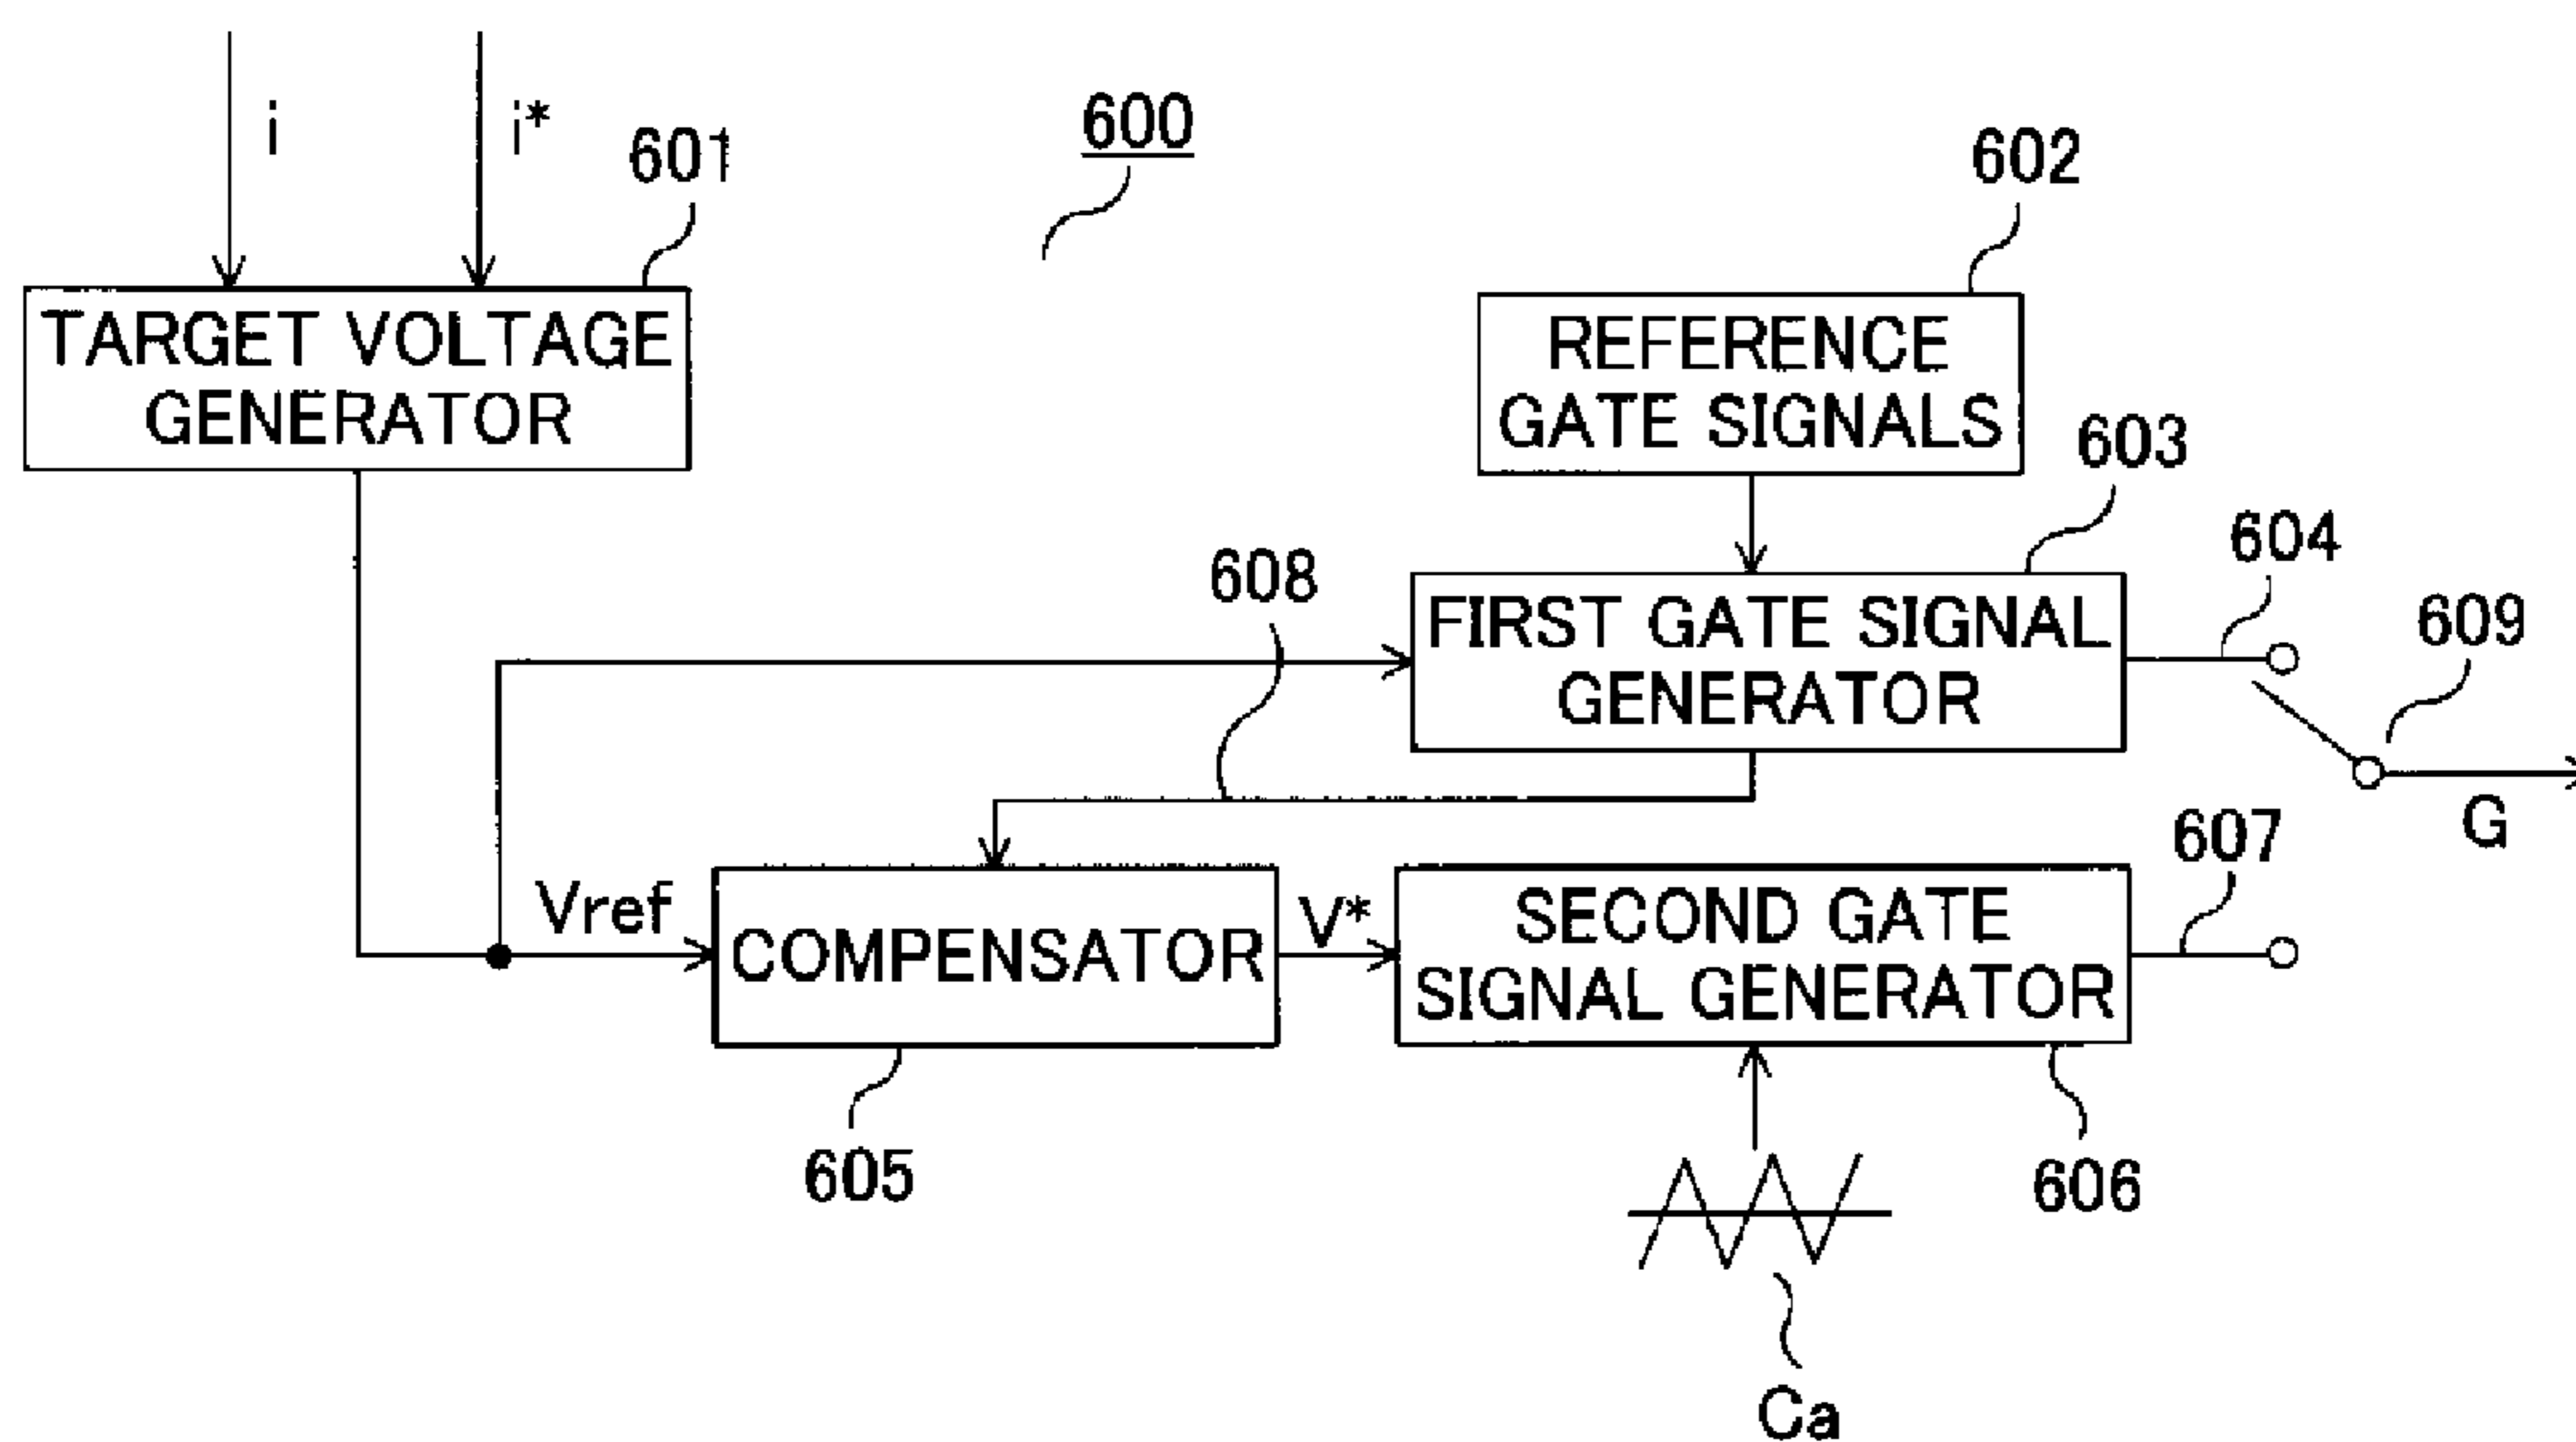 i
i*
601
600
602
TARGET VOLTAGE
GENERATOR
REFERENCE
GATE SIGNALS
603
604
608
609
FIRST GATE SIGNAL
GENERATOR
G
607
Vref
COMPENSATOR
V*
SECOND GATE
SIGNAL GENERATOR
605
606
Ca